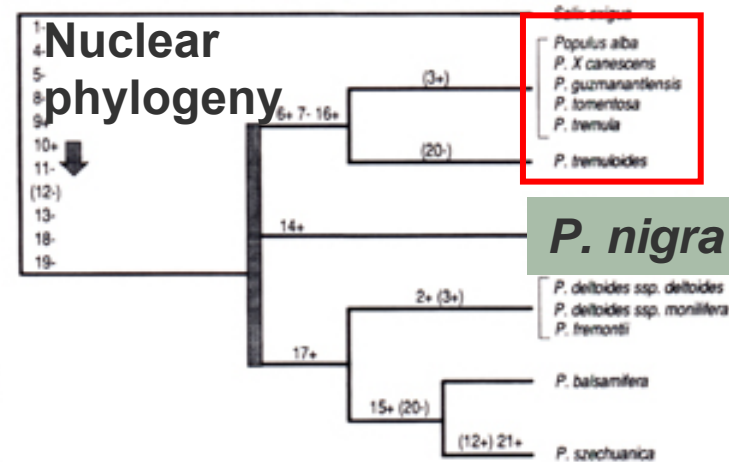 Salix exigua
Nuclear
phylogeny
1-
4-
5-
8-
9+
10+
11-
(12-)
13-
18-
19-
6+ 7- 16+
(3+)
Populus alba
P. X canescens
P. guzmanantlensis
P. tomentosa
P. tremula
(20-)
P. tremuloides
14+
P. nigra
17+
2+ (3+)
P. deltoides ssp. deltoides
P. deltoides ssp. monilifera
P. fremontii
15+ (20-)
P. balsamifera
(12+) 21+
P. szechuanica